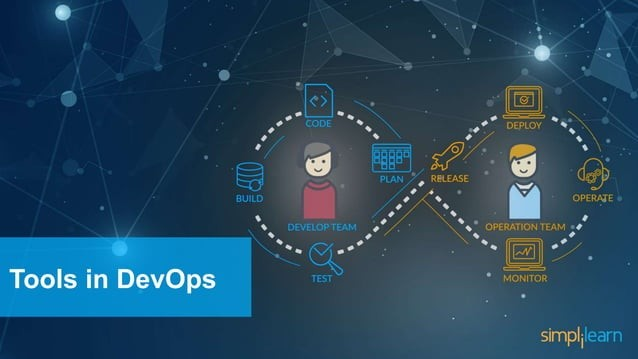 CODE
DEPLOY
PLAN
RELEASE
BUILD
OPERATE
DEVELOP TEAM
OPERATION TEAM
TEST
MONITOR
Tools in DevOps
simplilearn